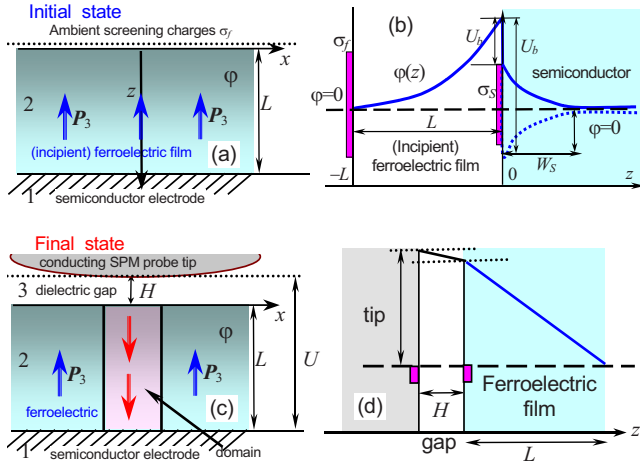 Initial state
Ambient screening charges σf
x
φ
2
z
L
P3
P3
(incipient) ferroelectric film
(a)
1
semiconductor electrode
(b)
Ub
Ub
σf
φ(z)
semiconductor
φ=0
σS
L
φ=0
(Incipient)
ferroelectric film
WS
−L
0
z
Final state
conducting SPM probe tip
3
dielectric gap
H
x
φ
2
L
U
P3
P3
ferroelectric
(c)
1
semiconductor electrode
domain
tip
Ferroelectric
film
(d)
H
gap
L
z